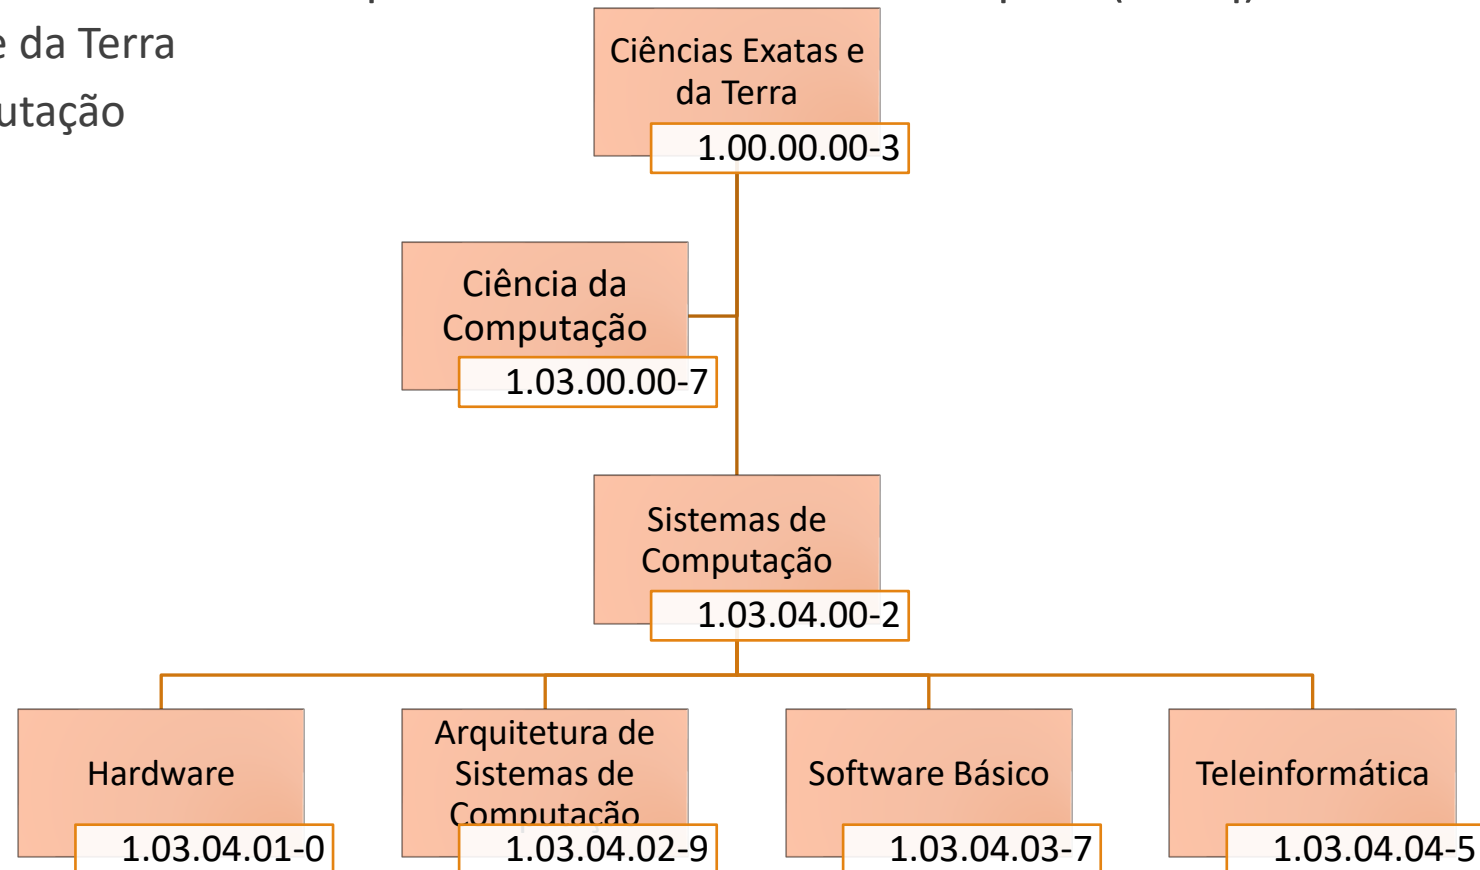 e da Terra
utação
Ciências Exatas e
da Terra
1.00.00.00-3
Ciência da
Computação
1.03.00.00-7
Sistemas de
Computação
1.03.04.00-2
Hardware
1.03.04.01-0
Arquitetura de
Sistemas de
Computação
1.03.04.02-9
Software Básico
1.03.04.03-7
Teleinformática
1.03.04.04-5